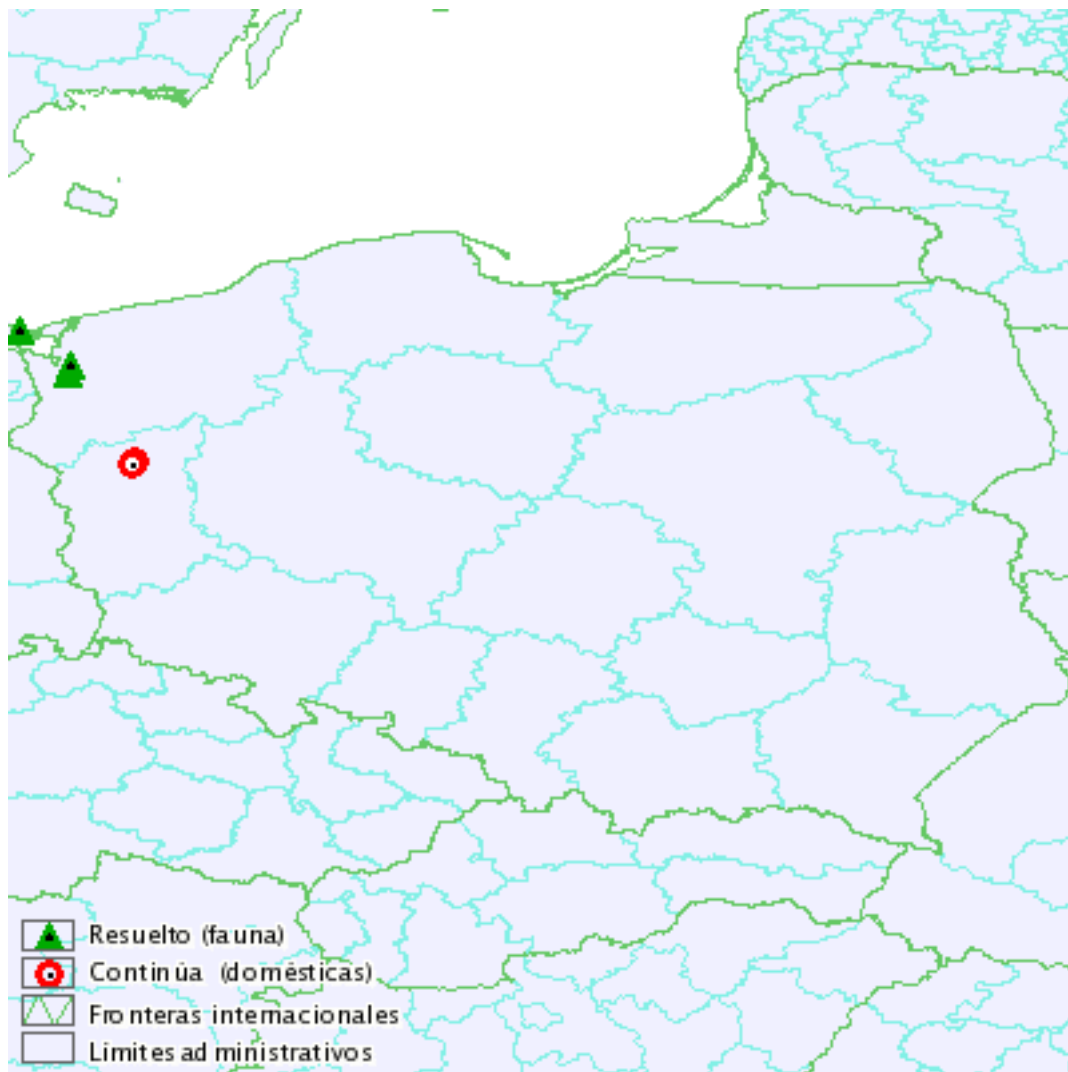 Resuelto (fauna)
Continúa (domésticas)
Fronteras internacionales
Límites administrativos